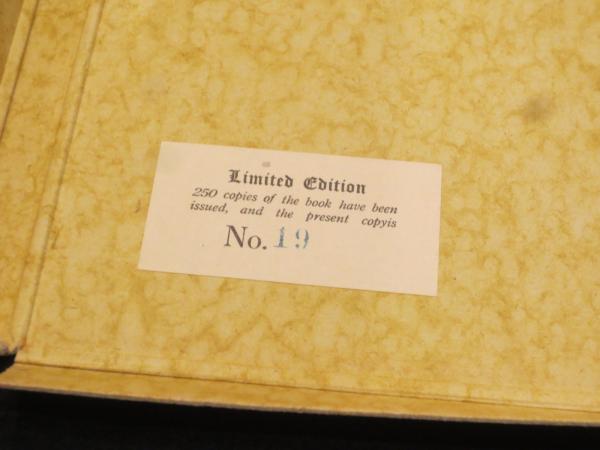 Limited Edition
250 copies of the book have been
issued, and the present copyis
No. 19